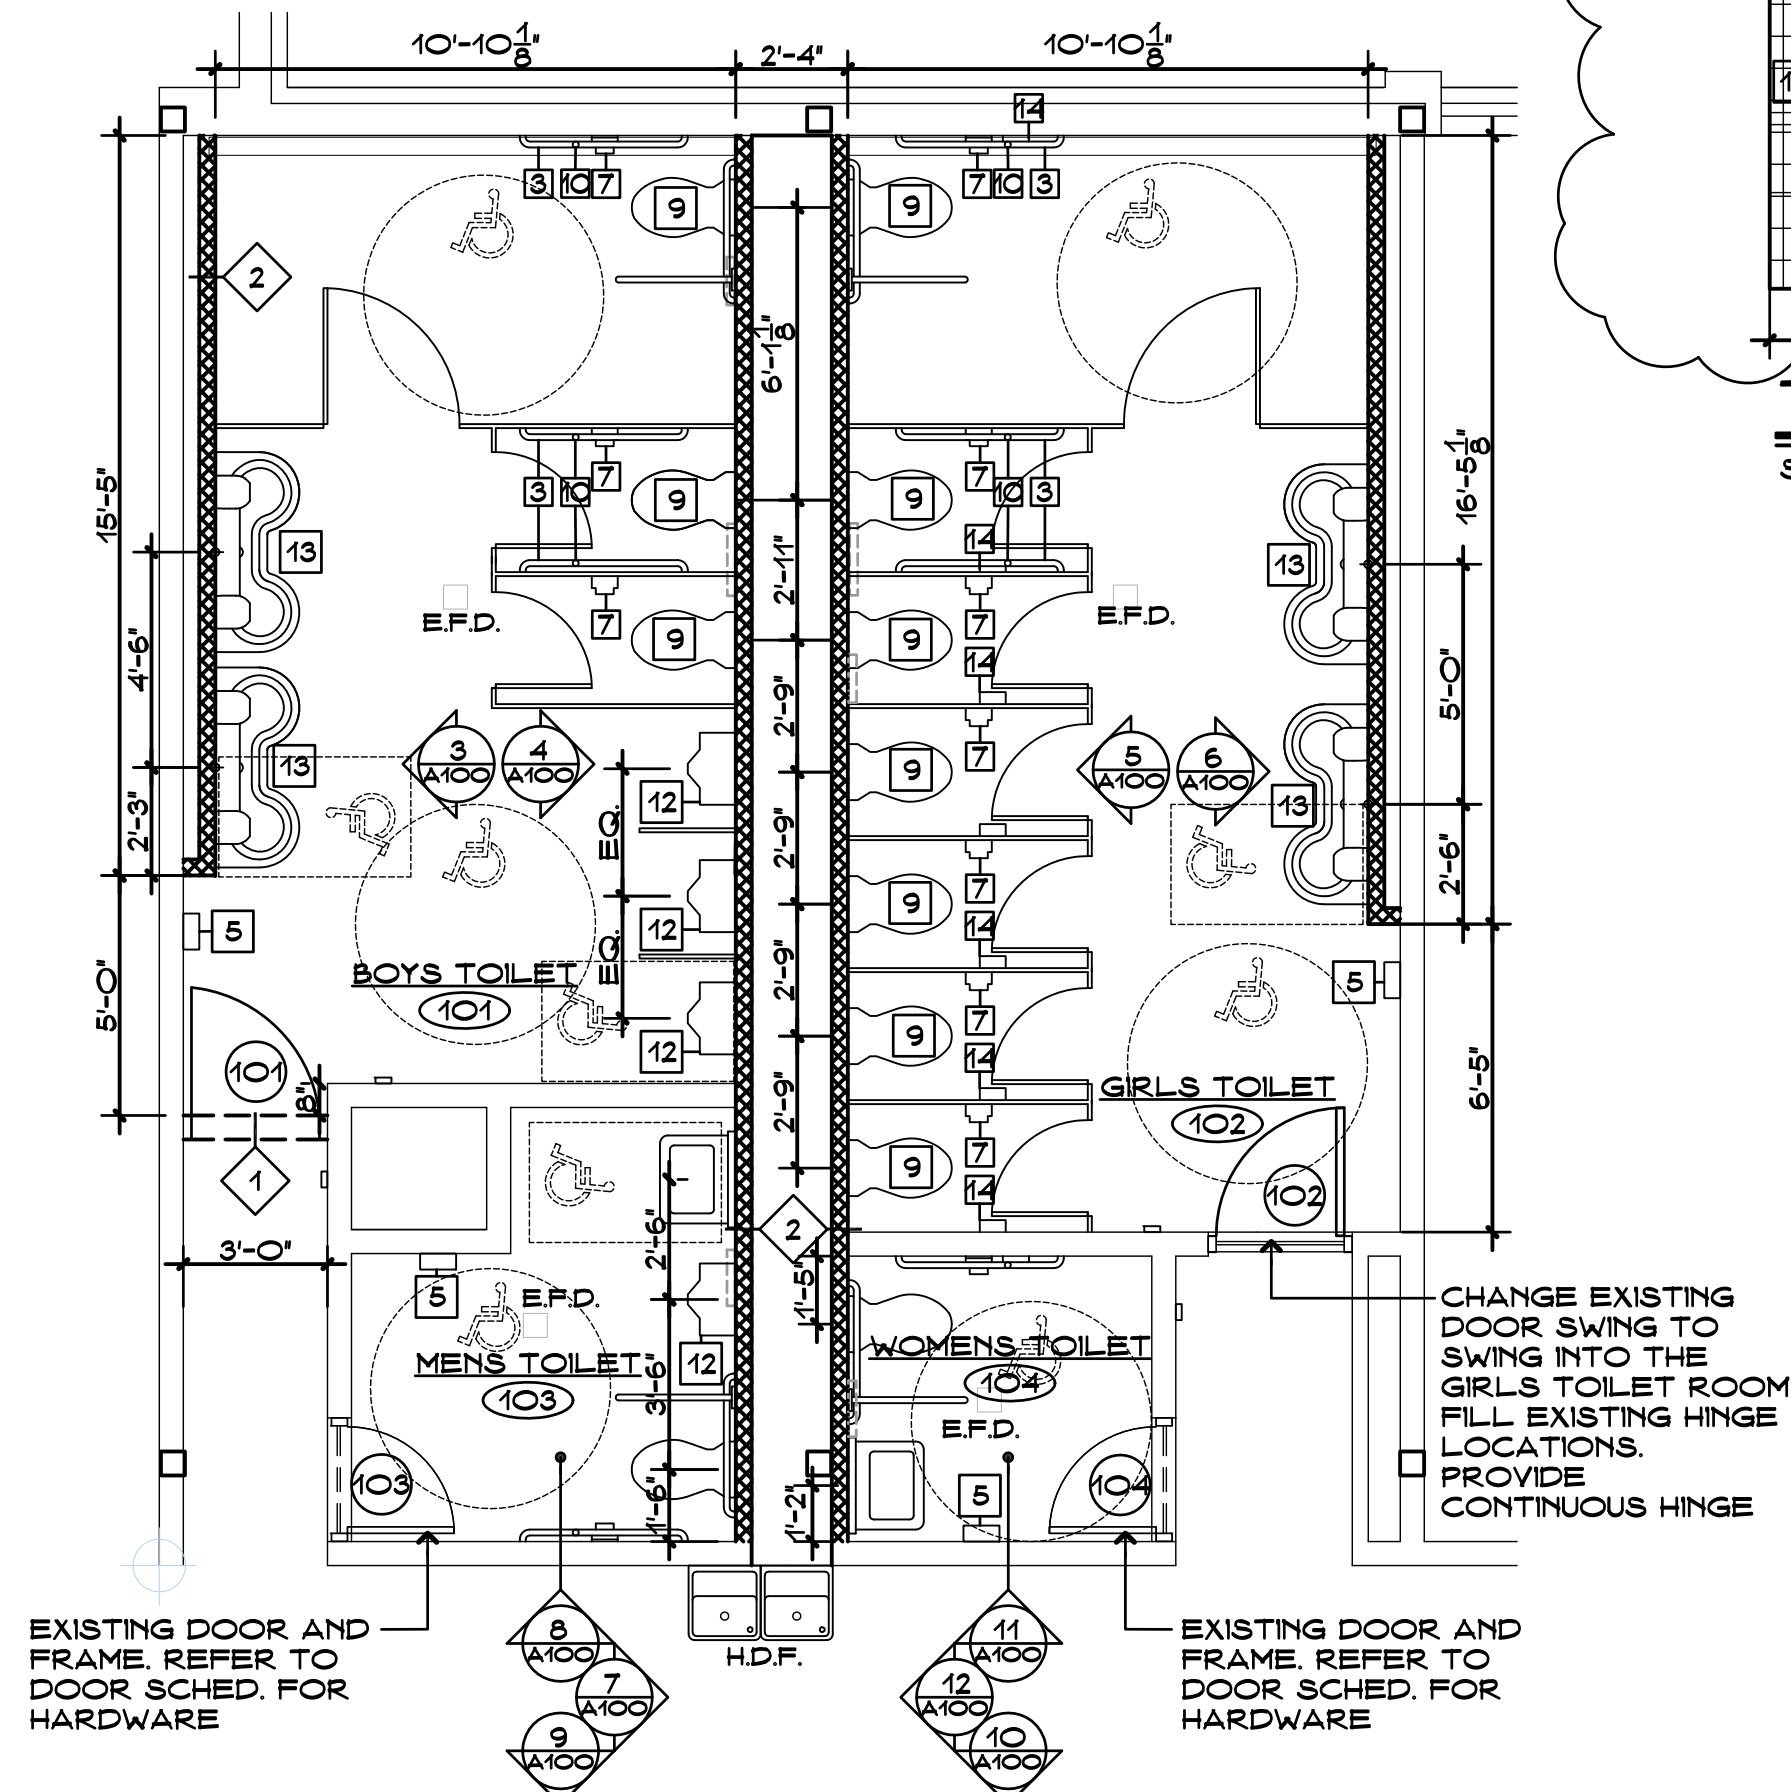 10'-10 1/8"
2'-4"
10'-10 1/8"
14
3
10
7
9
9
7
10
3
2
6'-1 1/8"
15'-5"
16'-5 1/8"
3
10
7
9
9
7
10
3
14
13
13
2'-11"
E.F.D.
E.F.D.
7
9
9
7
14
4'-6"
5'-0"
2'-9"
3
A100
4
A100
5
A100
6
A100
13
13
12
9
7
2'-3"
EQ.
2'-9"
2'-6"
5
12
9
7
14
BOYS TOILET
101
EQ.
2'-9"
5
5'-0"
101
8"
12
9
7
14
GIRLS TOILET
102
6'-5"
2'-9"
1
9
7
14
102
2
3'-0"
2'-6"
1'-5"
5
E.F.D.
MENS TOILET
103
12
WOMENS TOILET
104
E.F.D.
3'-6"
103
1'-6"
1'-2"
5
104
CHANGE EXISTING
DOOR SWING TO
SWING INTO THE
GIRLS TOILET ROOM
FILL EXISTING HINGE
LOCATIONS.
PROVIDE
CONTINUOUS HINGE
EXISTING DOOR AND
FRAME. REFER TO
DOOR SCHED. FOR
HARDWARE
8
A100
7
A100
9
A100
H.D.F.
11
A100
12
A100
10
A100
EXISTING DOOR AND
FRAME. REFER TO
DOOR SCHED. FOR
HARDWARE